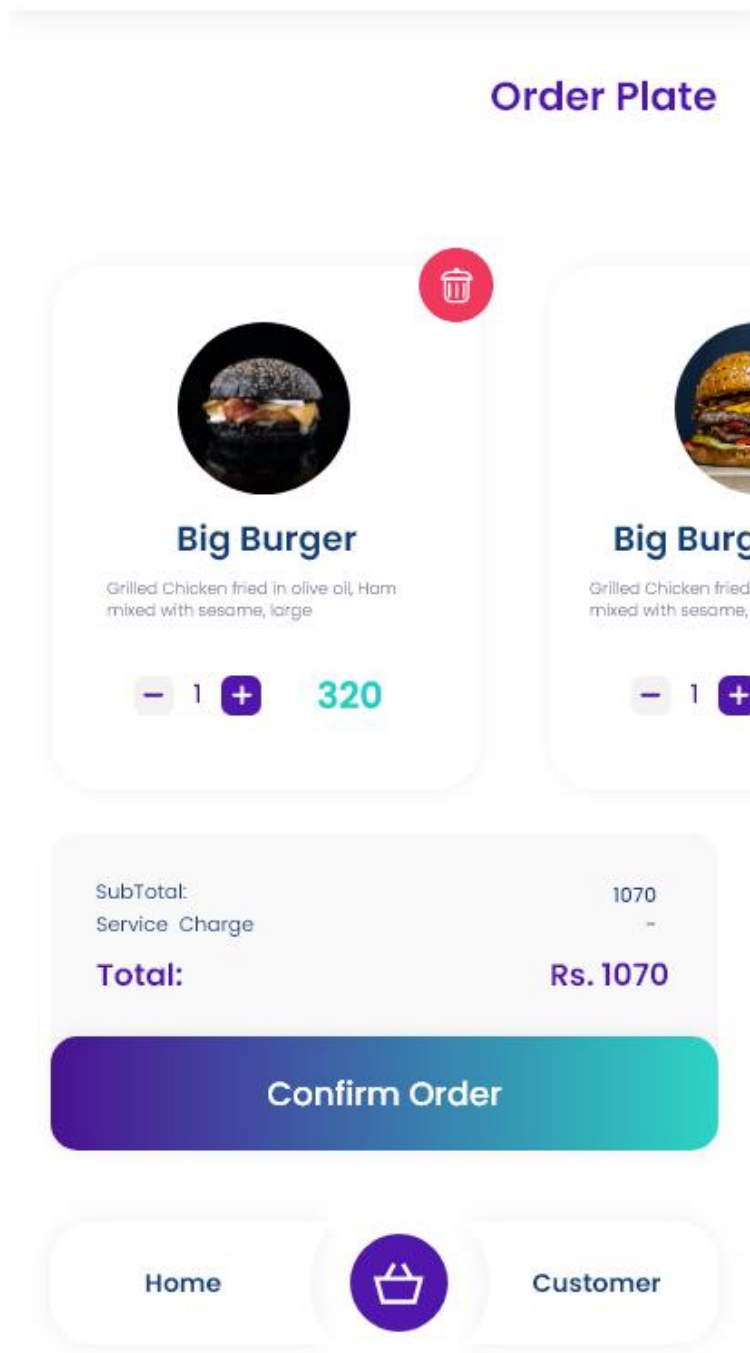 Order Plate
Big Burger
Grilled Chicken fried in olive oil, Ham
mixed with sesame, large
- 1 + 320
Big Burg
Grilled Chicken fried
mixed with sesame,
- 1 +
SubTotal: 1070
Service Charge -
Total: Rs. 1070
Confirm Order
Home
Customer